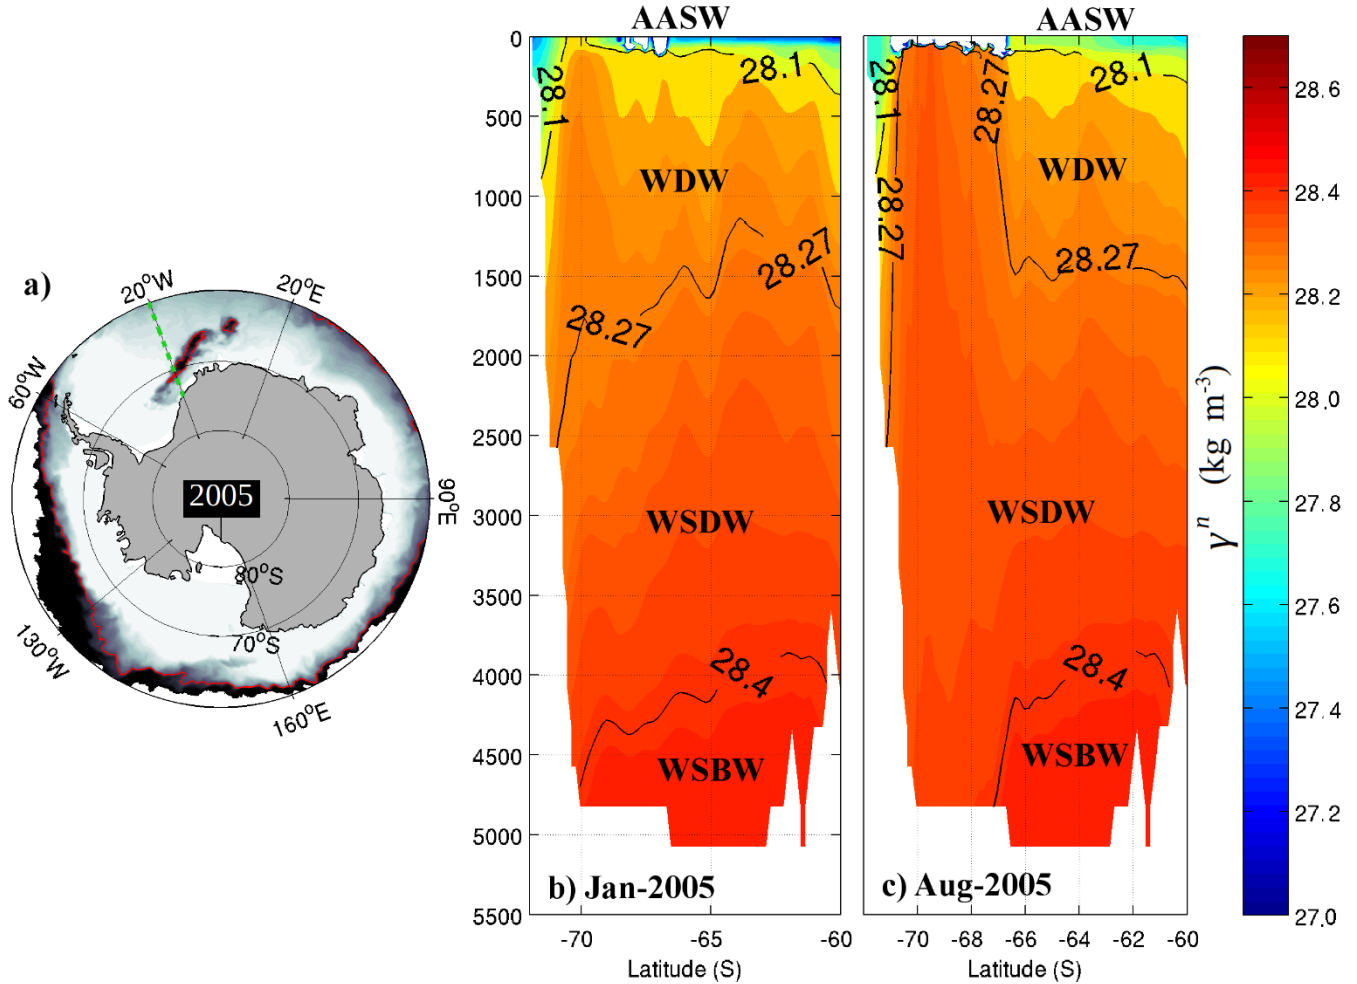 a)
20°W
20°E
60°W
90°E
2005
80°S
70°S
130°W
160°E
AASW
0
500
1000
1500
2000
2500
3000
3500
4000
4500
5000
5500
28.1
28.1
WDW
28.27
28.27
WSDW
28.4
WSBW
b) Jan-2005
-70
-65
-60
Latitude (S)
AASW
28.1
28.27
28.27
28.1
WDW
28.27
WSDW
28.4
WSBW
c) Aug-2005
-70
-68
-66
-64
-62
-60
Latitude (S)
γⁿ (kg m⁻³)
28.6
28.4
28.2
28.0
27.8
27.6
27.4
27.2
27.0